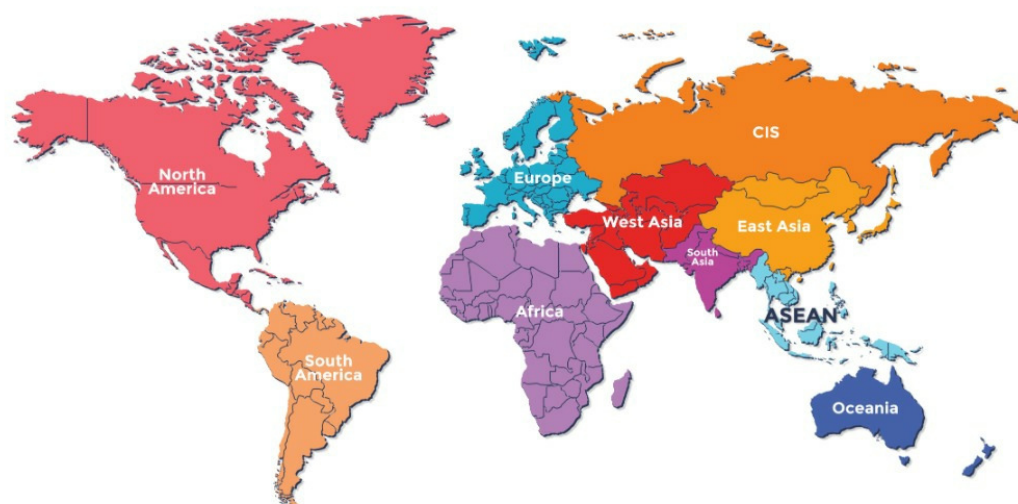 North
America
Europe
CIS
West Asia
East Asia
South
Asia
Africa
ASEAN
South
America
Oceania